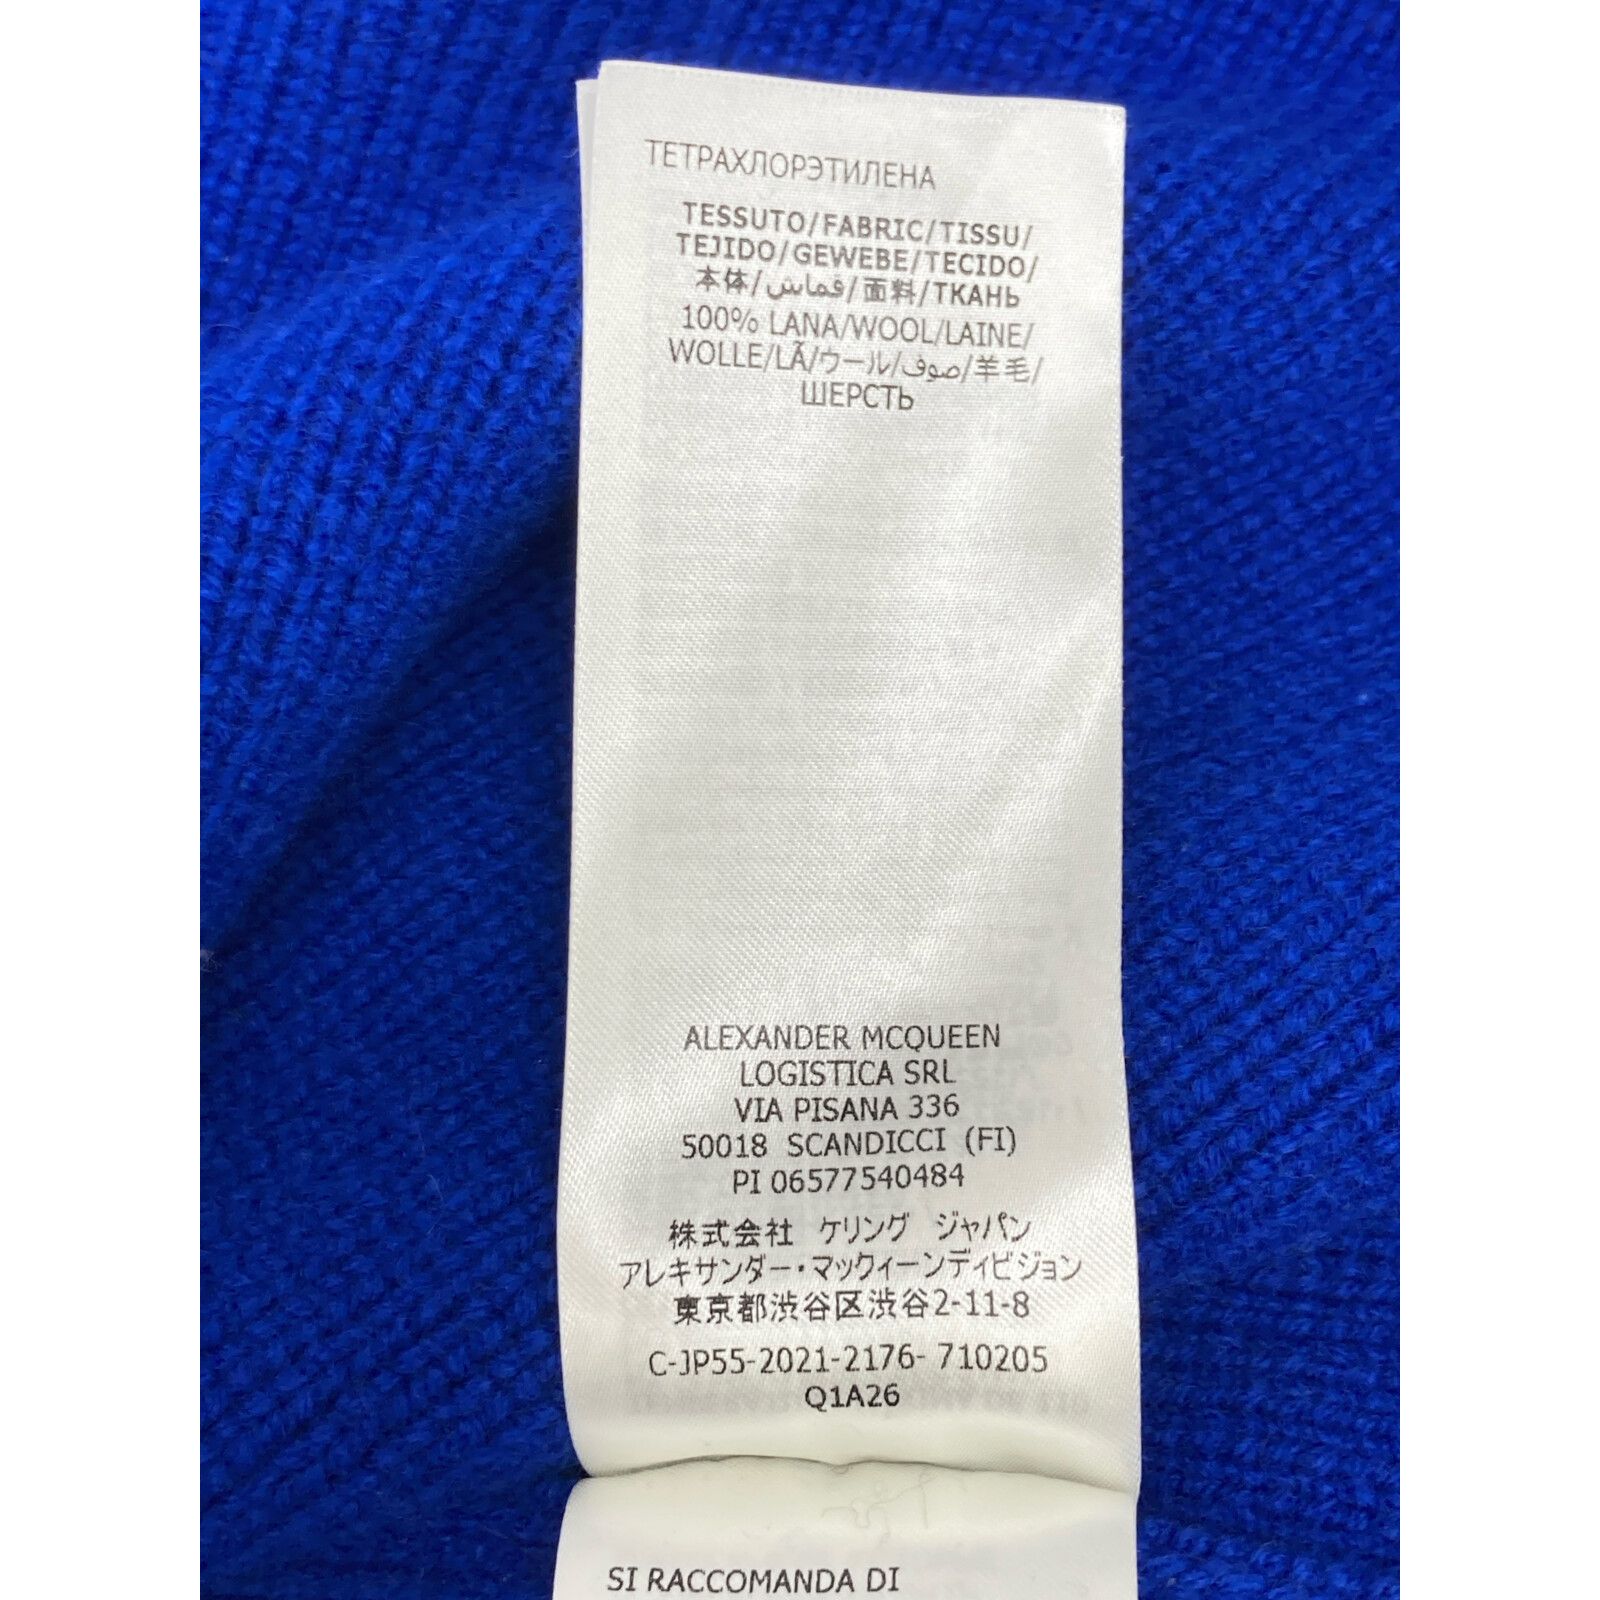 ТЕТРАХЛОРЭТИЛЕНА
TESSUTO/FABRIC/TISSU/
TEJIDO/GEWEBE/TECIDO/
本体/قماش/面料/ТКАНЬ
100% LANA/WOOL/LAINE/
WOLLE/LÃ/ウール/صوف/羊毛/
ШЕРСТЬ
ALEXANDER MCQUEEN
LOGISTICA SRL
VIA PISANA 336
50018 SCANDICCI (FI)
PI 06577540484
株式会社 ケリング ジャパン
アレキサンダー・マックィーンディビジョン
東京都渋谷区渋谷2-11-8
C-JP55-2021-2176- 710205
Q1A26
SI RACCOMANDA DI